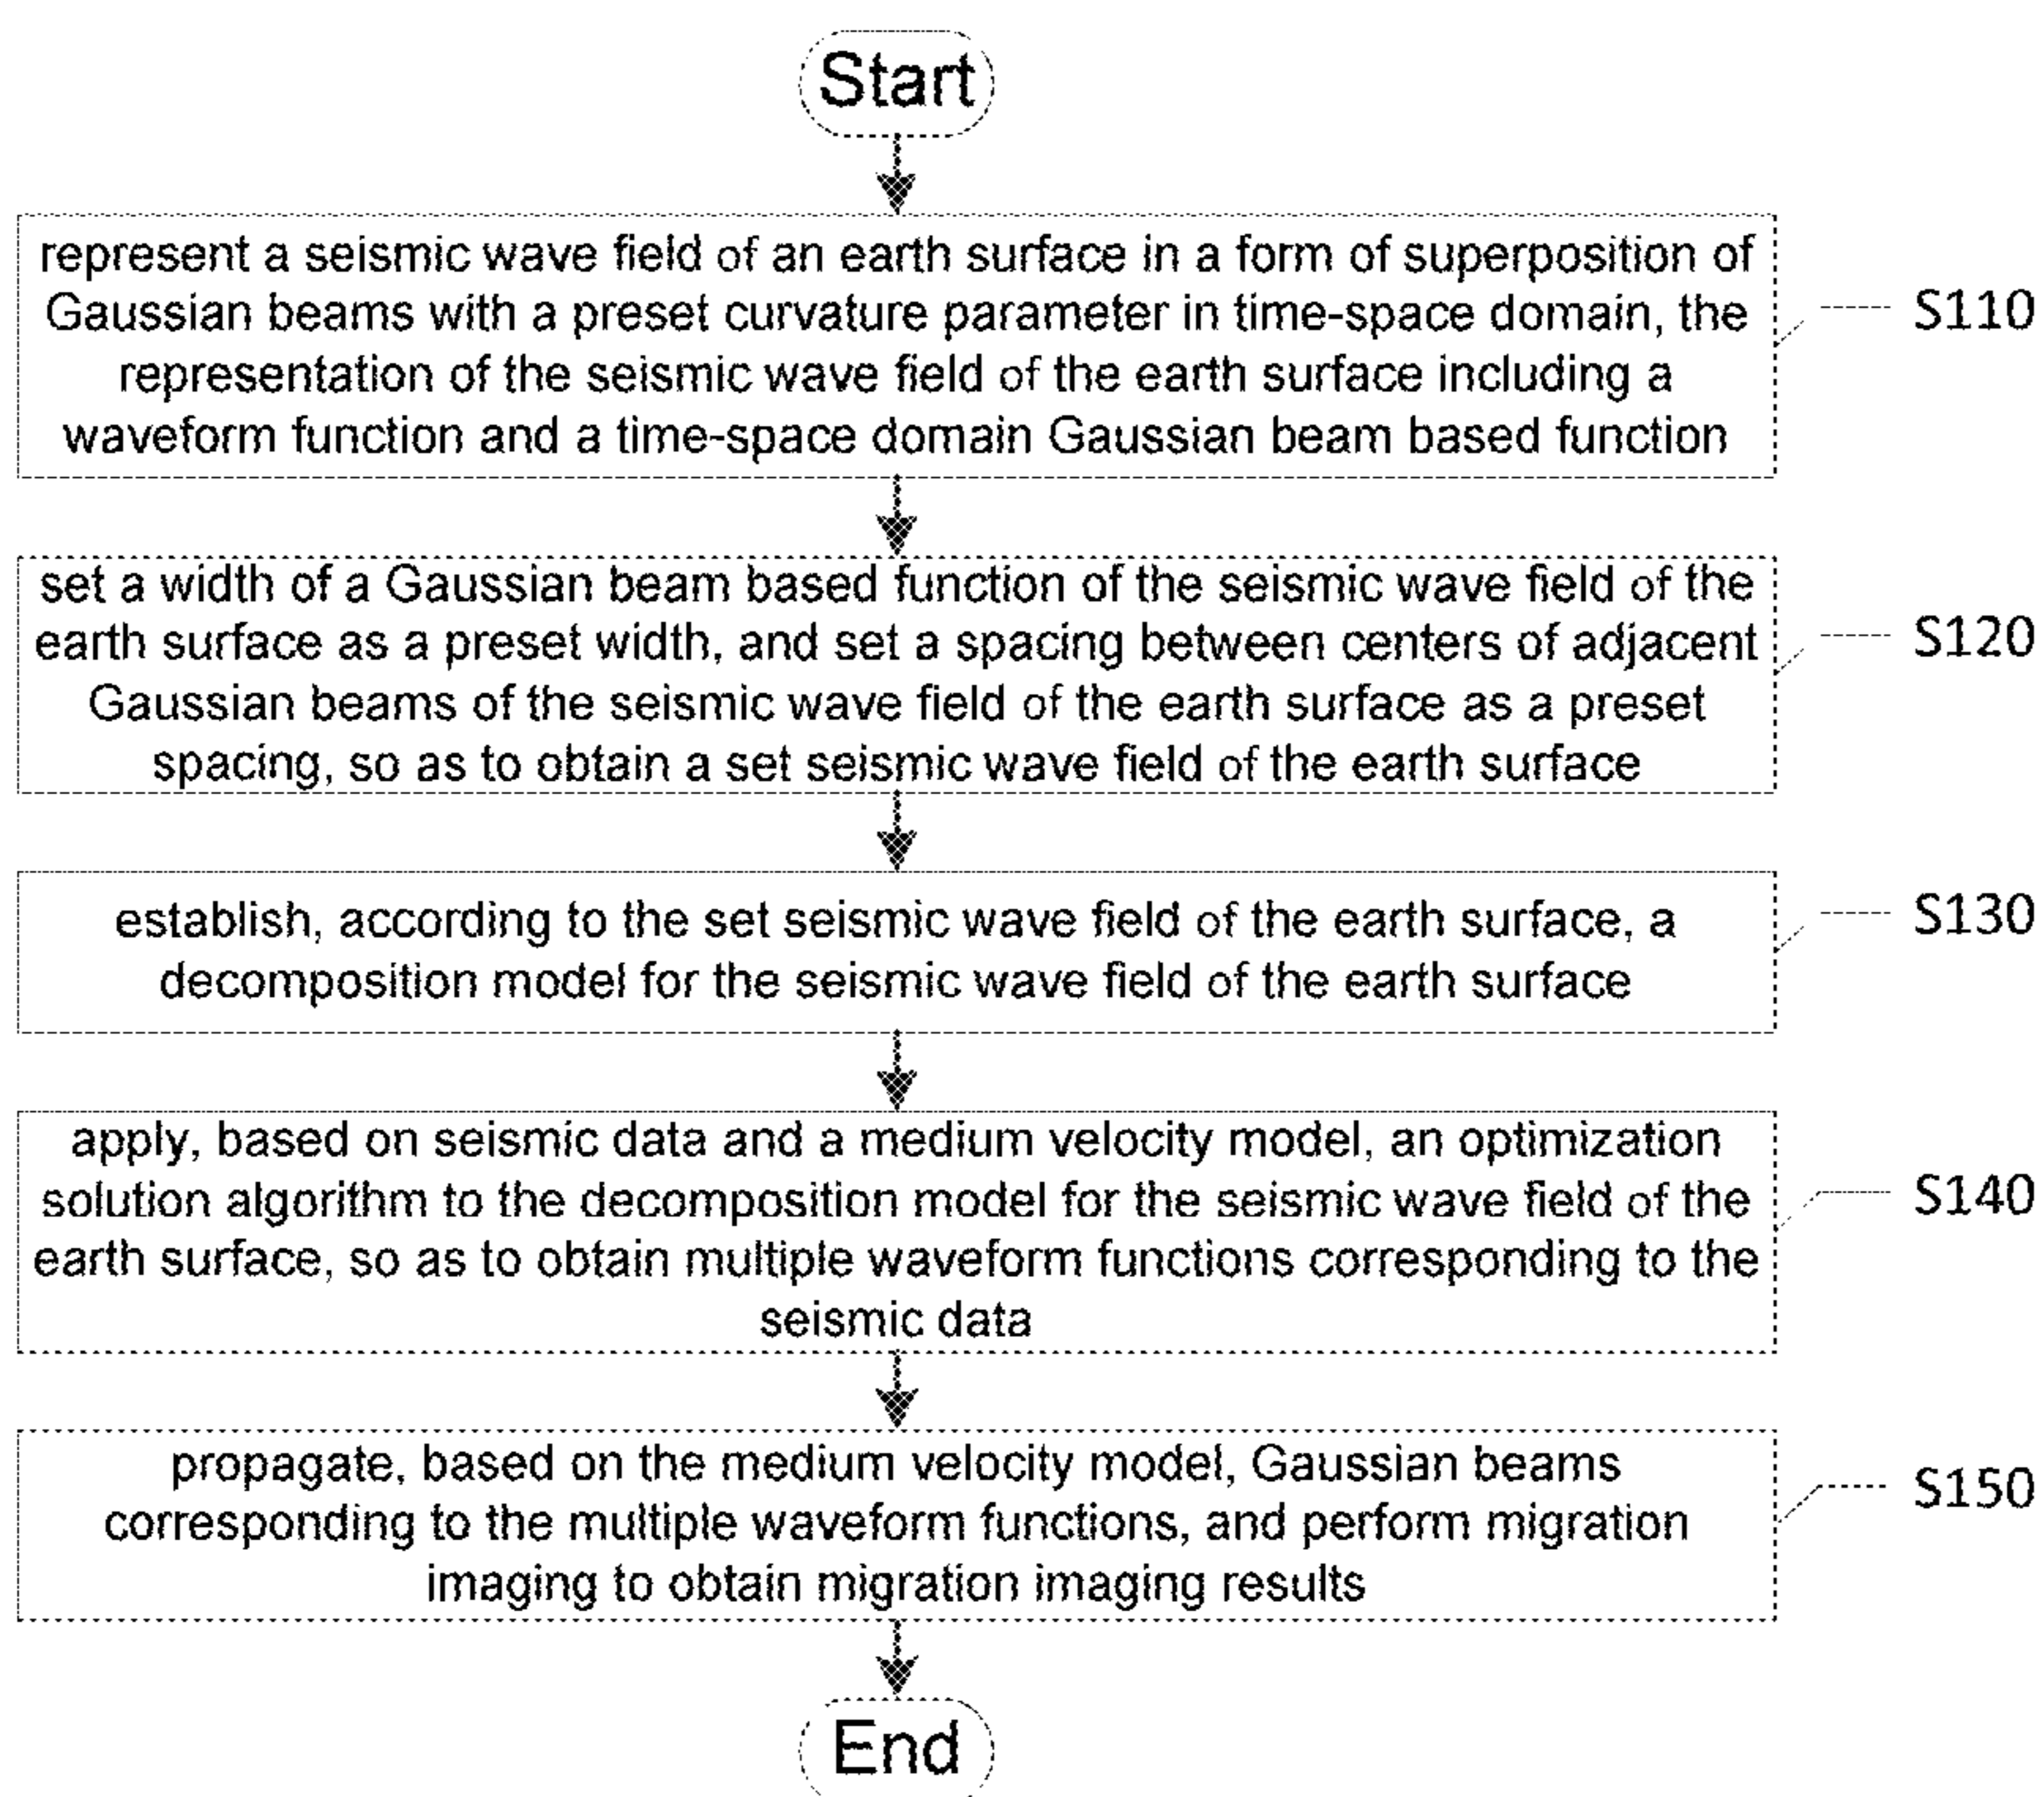 Start
represent a seismic wave field of an earth surface in a form of superposition of
Gaussian beams with a preset curvature parameter in time-space domain, the
representation of the seismic wave field of the earth surface including a
waveform function and a time-space domain Gaussian beam based function
S110
set a width of a Gaussian beam based function of the seismic wave field of the
earth surface as a preset width, and set a spacing between centers of adjacent
Gaussian beams of the seismic wave field of the earth surface as a preset
spacing, so as to obtain a set seismic wave field of the earth surface
S120
establish, according to the set seismic wave field of the earth surface, a
decomposition model for the seismic wave field of the earth surface
S130
apply, based on seismic data and a medium velocity model, an optimization
solution algorithm to the decomposition model for the seismic wave field of the
earth surface, so as to obtain multiple waveform functions corresponding to the
seismic data
S140
propagate, based on the medium velocity model, Gaussian beams
corresponding to the multiple waveform functions, and perform migration
imaging to obtain migration imaging results
S150
End